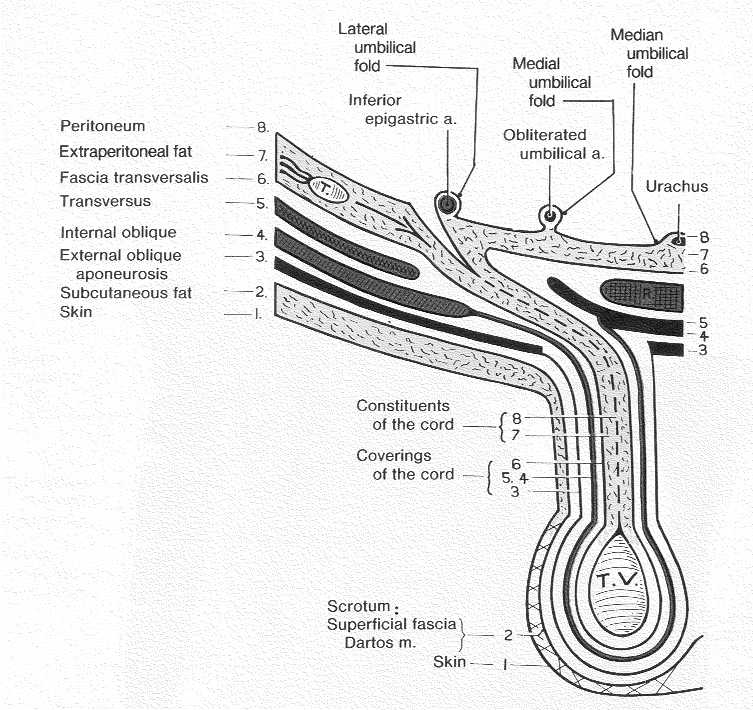 Lateral
umbilical
fold
Inferior
epigastric a.
Medial
umbilical
fold
Obliterated
umbilical a.
Median
umbilical
fold
Urachus
Peritoneum 8.
Extraperitoneal fat 7.
Fascia transversalis 6.
Transversus 5.
Internal oblique 4.
External oblique 3.
aponeurosis
Subcutaneous fat 2.
Skin 1.
T.
R
8
7
6
5
4
3
Constituents
of the cord
8
7
Coverings
of the cord
6
5, 4
3
T.V.
Scrotum:
Superficial fascia
Dartos m.
2
Skin 1